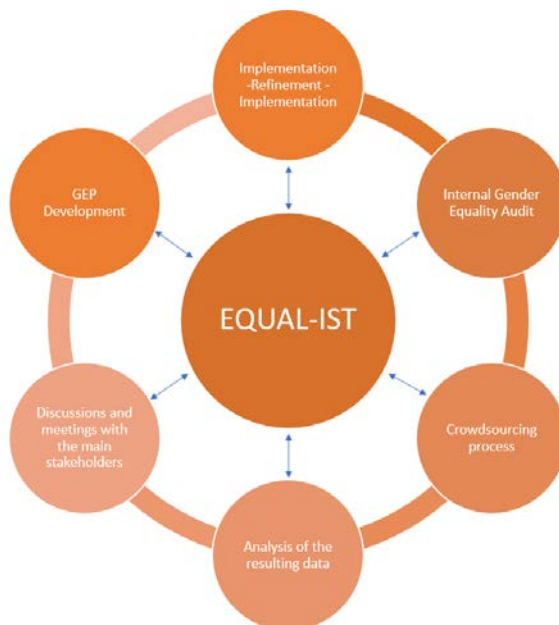 Implementation
-Refinement -
Implementation
GEP
Development
Internal Gender
Equality Audit
EQUAL-IST
Discussions and
meetings with
the main
stakeholders
Crowdsourcing
process
Analysis of the
resulting data